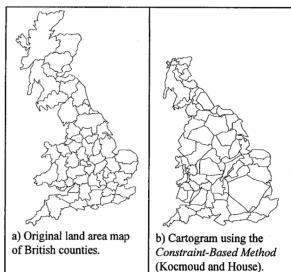 a) Original land area map
of British counties.
b) Cartogram using the
Constraint-Based Method
(Kocmoud and House).